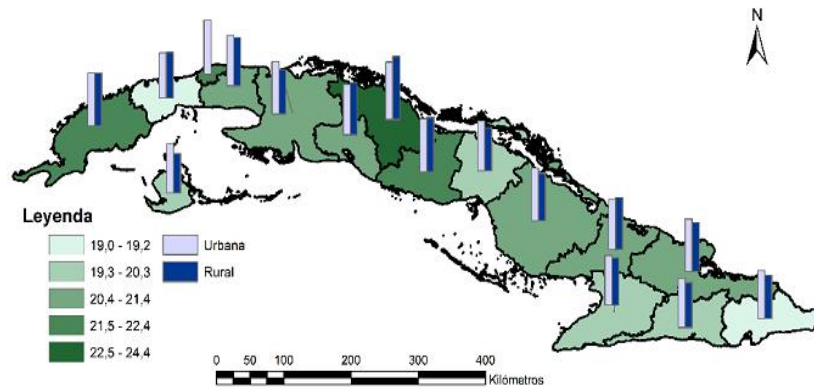 N
Leyenda
19,0 - 19,2
19,3 - 20,3
20,4 - 21,4
21,5 - 22,4
22,5 - 24,4
Urbana
Rural
0 50 100 200 300 400
Kilómetros